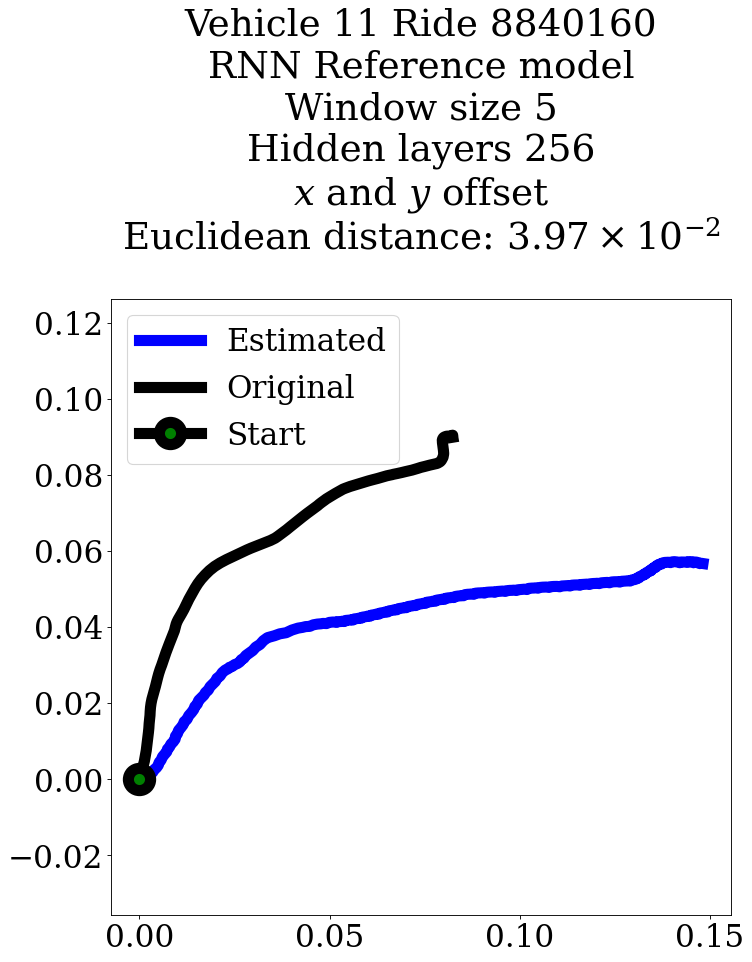 Vehicle 11 Ride 8840160
RNN Reference model
Window size 5
Hidden layers 256
x and y offset
Euclidean distance: 3.97 × 10⁻²
Estimated
Original
Start
0.12
0.10
0.08
0.06
0.04
0.02
0.00
−0.02
0.00 0.05 0.10 0.15